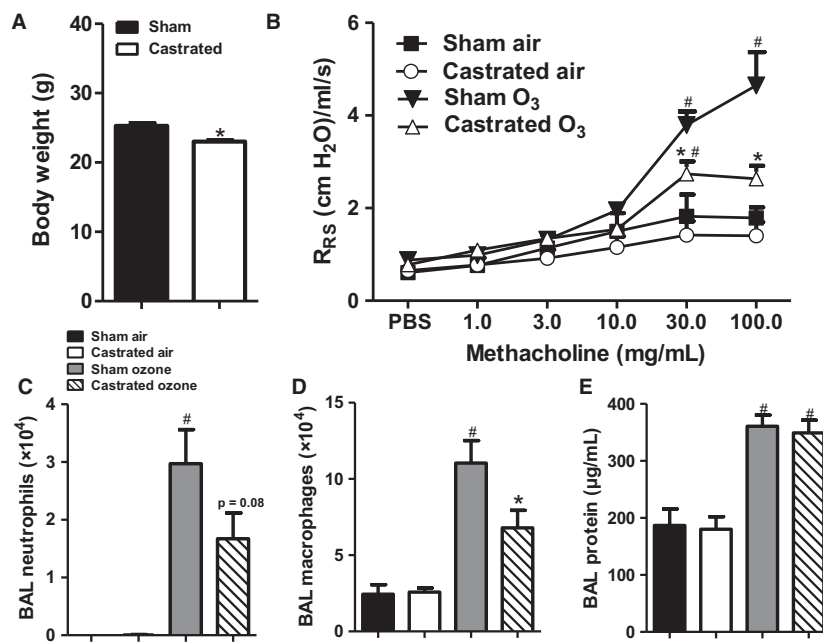 A
Sham
Castrated
Body weight (g)
40
30
20
10
0
*
B
Sham air
Castrated air
Sham O3
Castrated O3
RRS (cm H2O)/ml/s)
6
4
2
0
#
#
* #
*
PBS 1.0 3.0 10.0 30.0 100.0
Methacholine (mg/mL)
Sham air
Castrated air
Sham ozone
Castrated ozone
C
BAL neutrophils (×10⁴)
4
3
2
1
0
#
p = 0.08
D
BAL macrophages (×10⁴)
15
10
5
0
#
*
E
BAL protein (μg/mL)
400
300
200
100
0
#
#